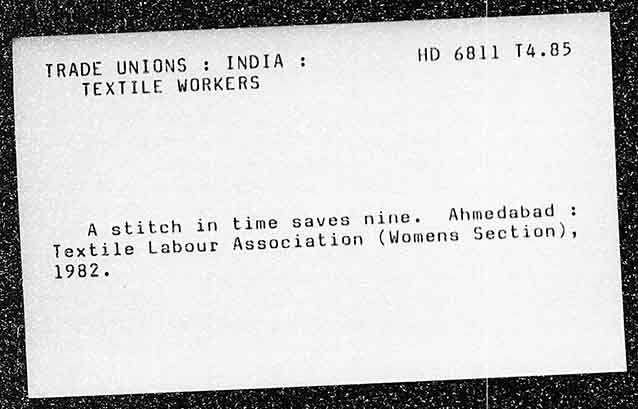 TRADE UNIONS : INDIA : HD 6811 T4.85
TEXTILE WORKERS
A stitch in time saves nine. Ahmedabad :
Textile Labour Association (Womens Section),
1982.